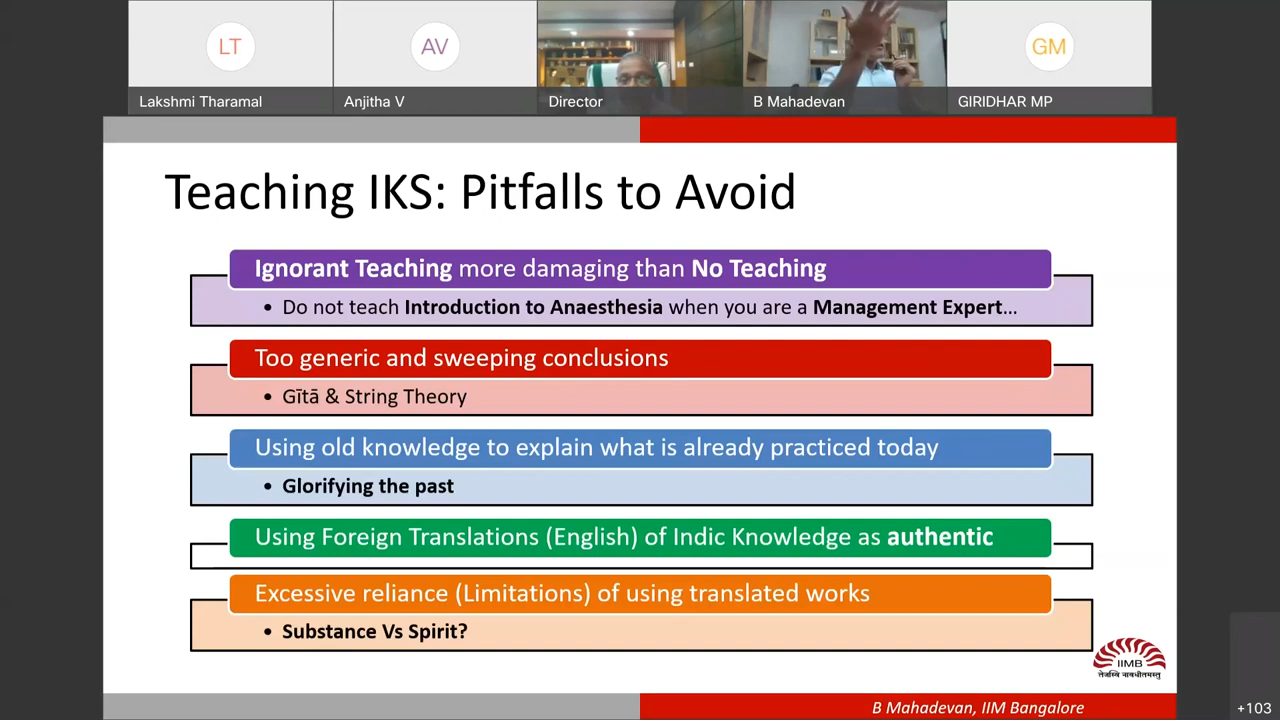 LT
AV
GM
Lakshmi Tharamal
Anjitha V
Director
B Mahadevan
GIRIDHAR MP
Teaching IKS: Pitfalls to Avoid
Ignorant Teaching more damaging than No Teaching
• Do not teach Introduction to Anaesthesia when you are a Management Expert...
Too generic and sweeping conclusions
• Gītā & String Theory
Using old knowledge to explain what is already practiced today
• Glorifying the past
Using Foreign Translations (English) of Indic Knowledge as authentic
Excessive reliance (Limitations) of using translated works
• Substance Vs Spirit?
IIMB
तेजस्वि नावधीतमस्तु
B Mahadevan, IIM Bangalore
+103